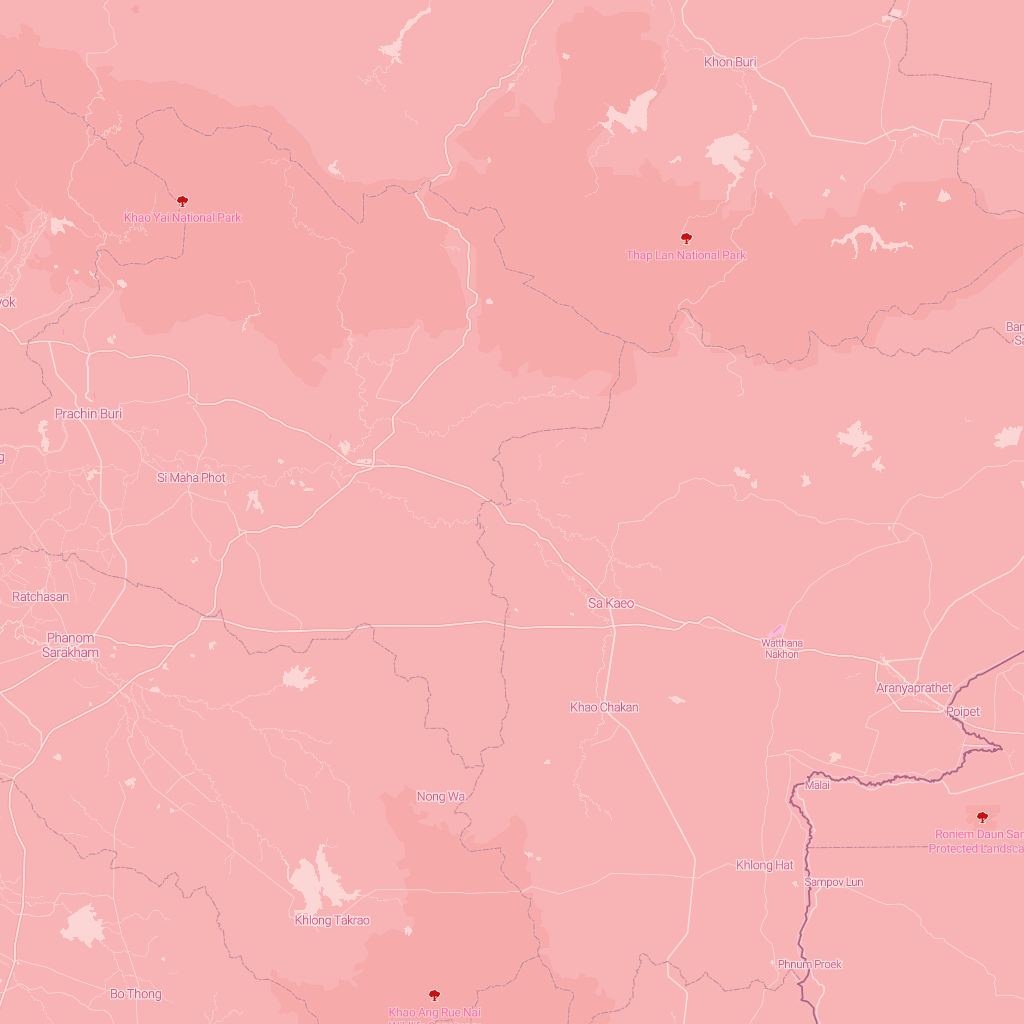 Khon Buri
Khao Yai National Park
Thap Lan National Park
Prachin Buri
Si Maha Phot
Ratchasan
Sa Kaeo
Phanom
Sarakham
Watthana
Nakhon
Aranyaprathet
Khao Chakan
Poipet
Malai
Nong Wa
Roniem Daun Sam
Protected Landsca
Khlong Hat
Sampov Lun
Khlong Takrao
Phnum Proek
Bo Thong
Khao Ang Rue Nai